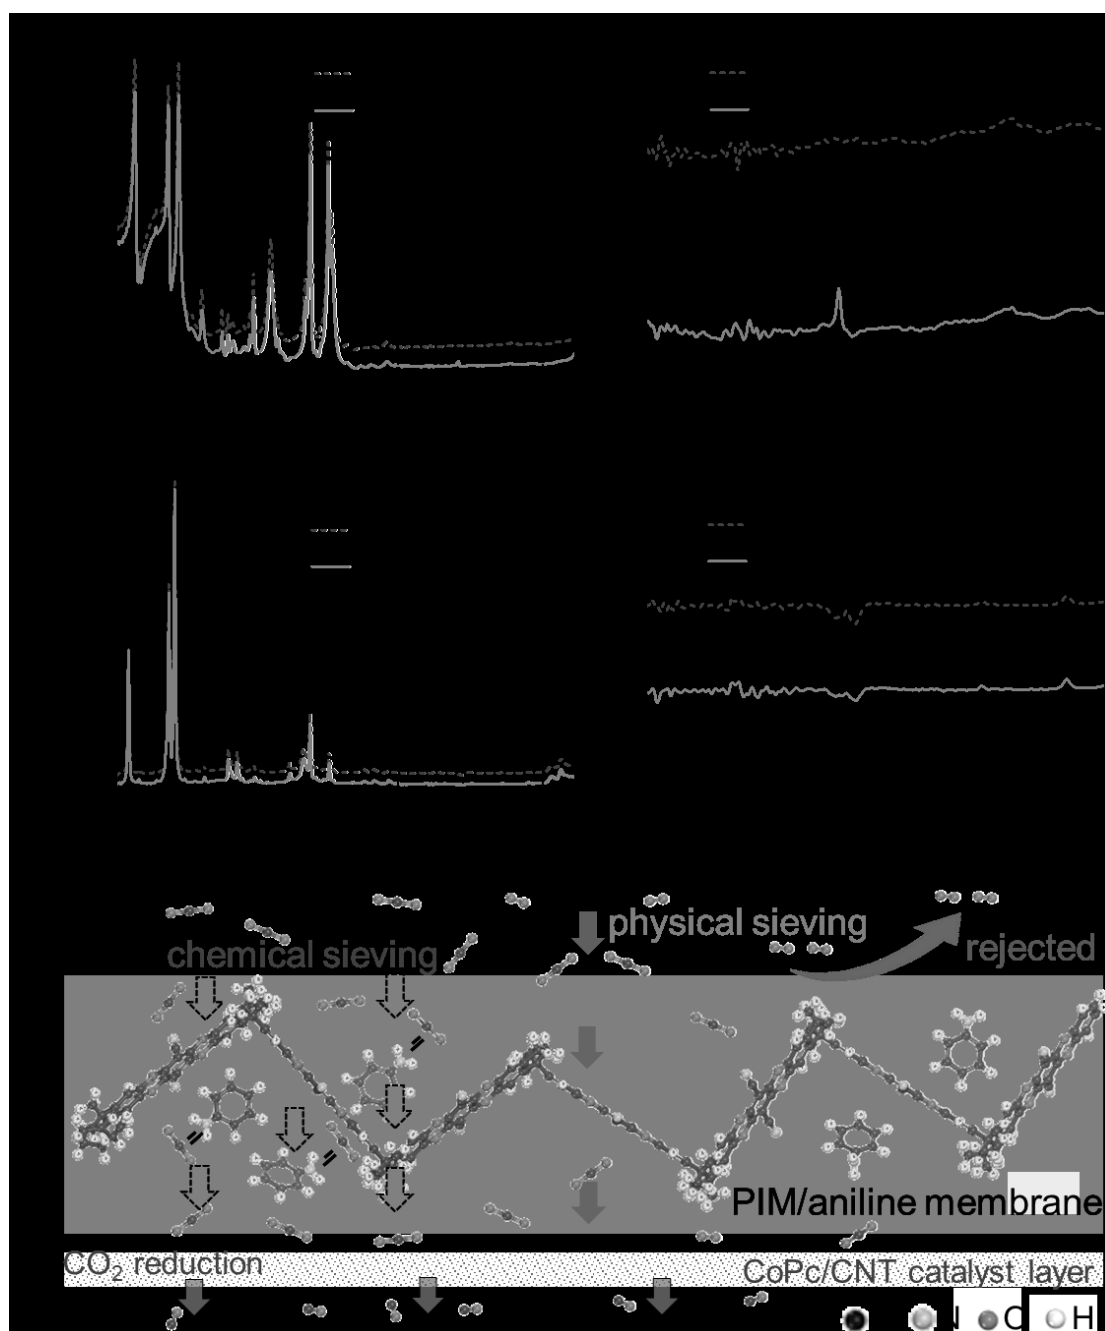 physical sieving
chemical sieving
rejected
PIM/aniline membrane
CO₂ reduction
CoPc/CNT catalyst layer
H